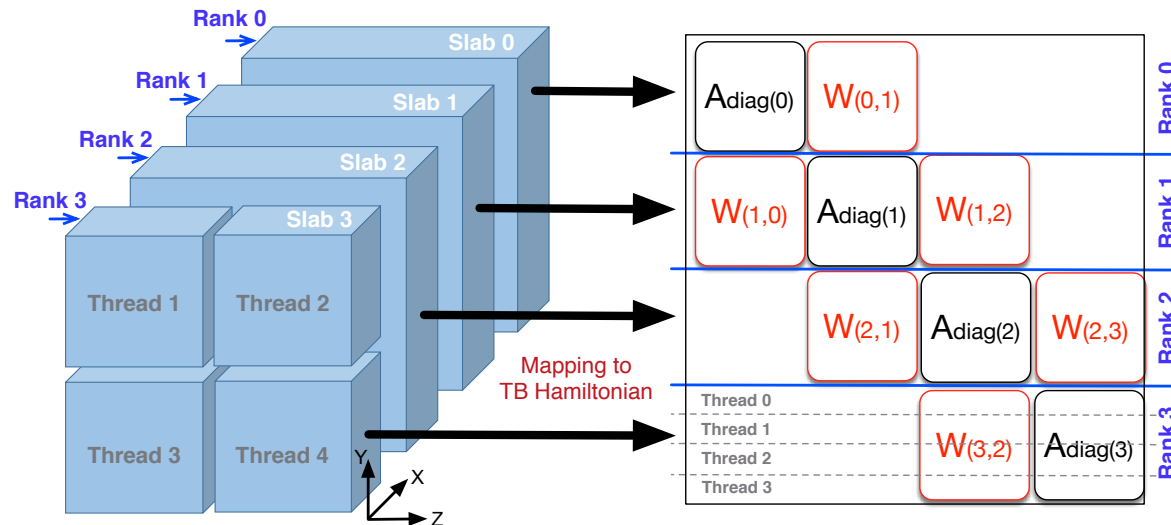 Rank 0
Slab 0
Rank 1
Slab 1
Rank 2
Slab 2
Rank 3
Slab 3
Thread 1
Thread 2
Thread 3
Thread 4
Y
X
Z
Mapping to
TB Hamiltonian
Adiag(0)
W(0,1)
Rank 0
W(1,0)
Adiag(1)
W(1,2)
Rank 1
W(2,1)
Adiag(2)
W(2,3)
Rank 2
Thread 0
Thread 1
Thread 2
Thread 3
W(3,2)
Adiag(3)
Rank 3